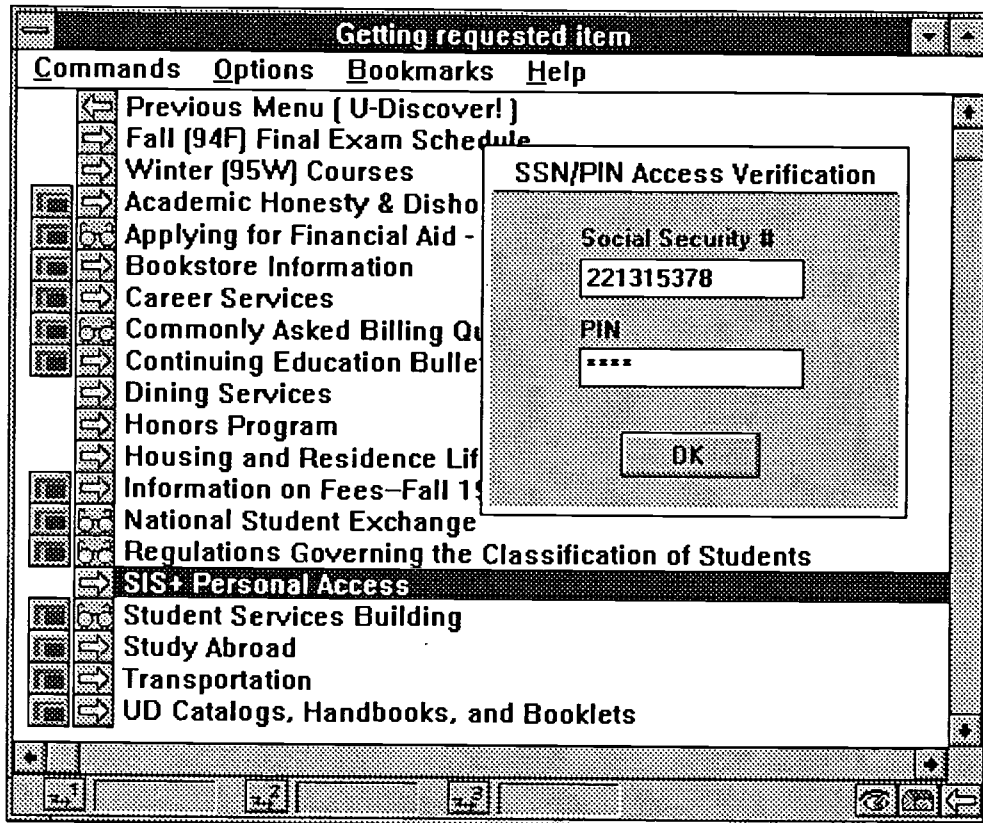 Getting requested item
Commands Options Bookmarks Help
Previous Menu [ U-Discover! ]
Fall [94F] Final Exam Schedule
Winter [95W] Courses
Academic Honesty & Disho
Applying for Financial Aid -
Bookstore Information
Career Services
Commonly Asked Billing Qu
Continuing Education Bulle
Dining Services
Honors Program
Housing and Residence Lif
Information on Fees–Fall 19
National Student Exchange
Regulations Governing the Classification of Students
SIS+ Personal Access
Student Services Building
Study Abroad
Transportation
UD Catalogs, Handbooks, and Booklets
SSN/PIN Access Verification
Social Security #
221315378
PIN
****
OK
1
2
3